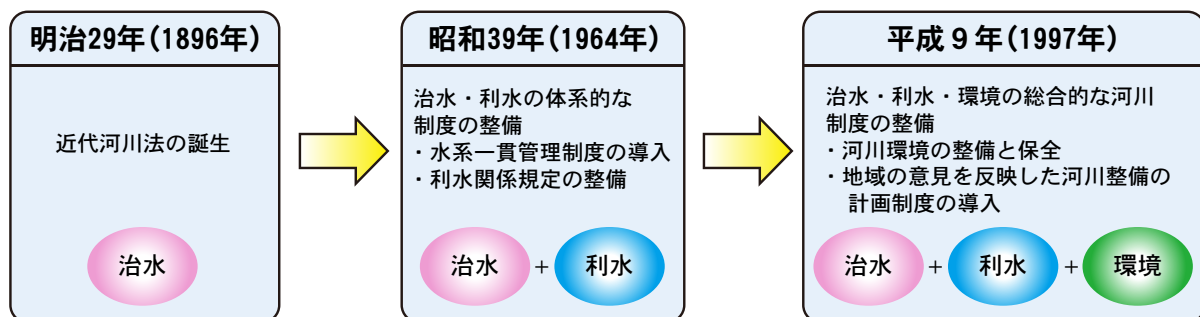 明治29年(1896年)
近代河川法の誕生
治水
昭和39年(1964年)
治水・利水の体系的な
制度の整備
・水系一貫管理制度の導入
・利水関係規定の整備
治水 + 利水
平成９年(1997年)
治水・利水・環境の総合的な河川
制度の整備
・河川環境の整備と保全
・地域の意見を反映した河川整備の
計画制度の導入
治水 + 利水 + 環境